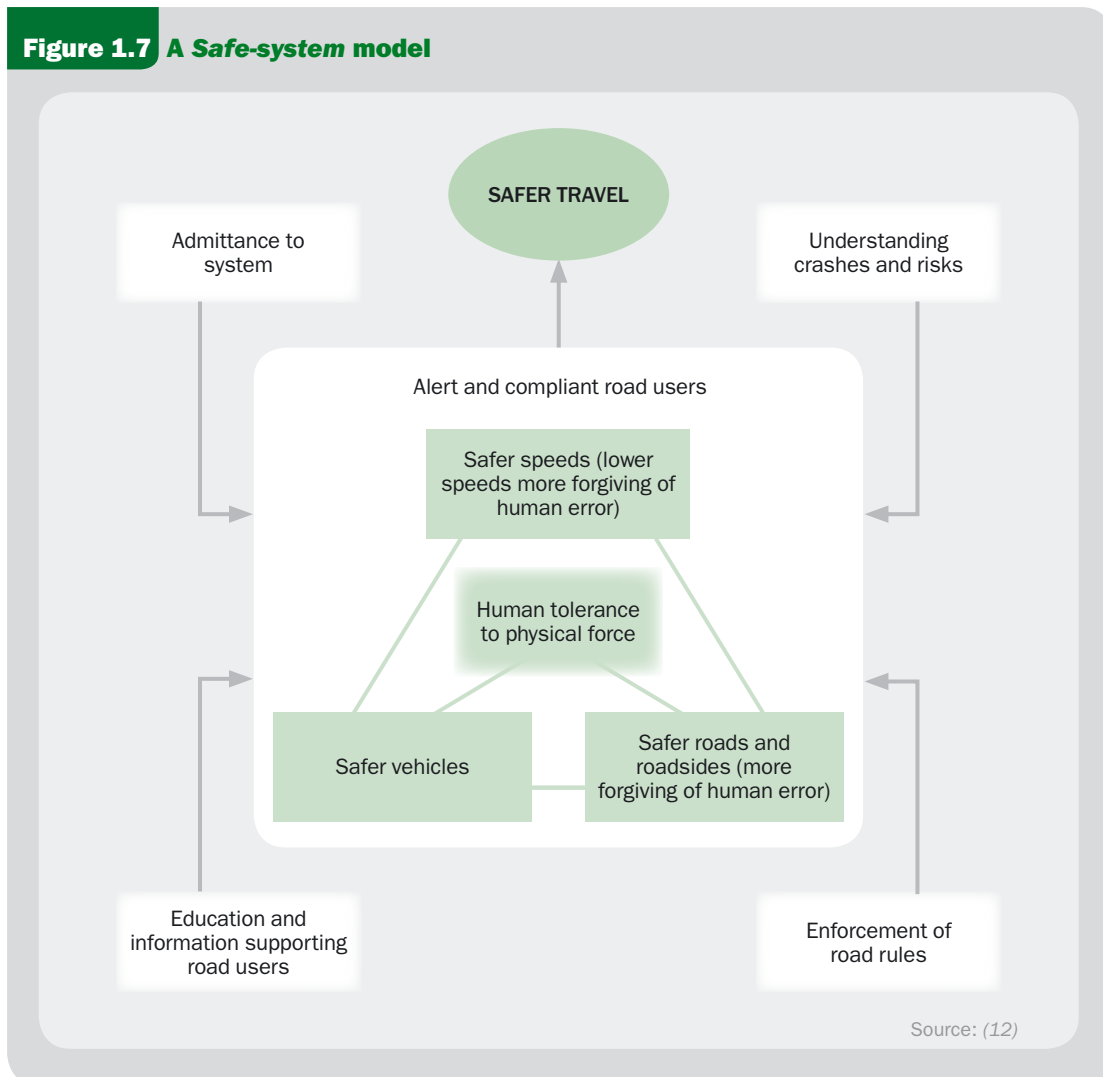 Figure 1.7 A Safe-system model
SAFER TRAVEL
Admittance to
system
Understanding
crashes and risks
Alert and compliant road users
Safer speeds (lower
speeds more forgiving of
human error)
Human tolerance
to physical force
Safer vehicles
Safer roads and
roadsides (more
forgiving of human error)
Education and
information supporting
road users
Enforcement of
road rules
Source: (12)